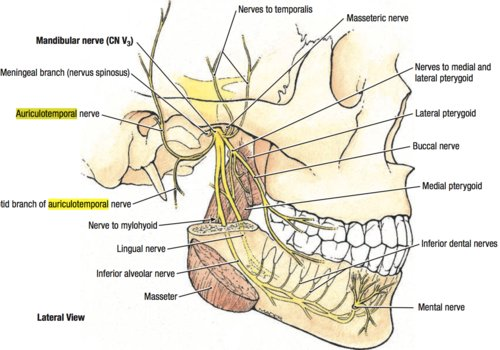 Nerves to temporalis
Masseteric nerve
Mandibular nerve (CN V3)
Meningeal branch (nervus spinosus)
Nerves to medial and
lateral pterygoid
Auriculotemporal nerve
Lateral pterygoid
Buccal nerve
Medial pterygoid
tid branch of auriculotemporal nerve
Nerve to mylohyoid
Lingual nerve
Inferior dental nerves
Inferior alveolar nerve
Masseter
Mental nerve
Lateral View